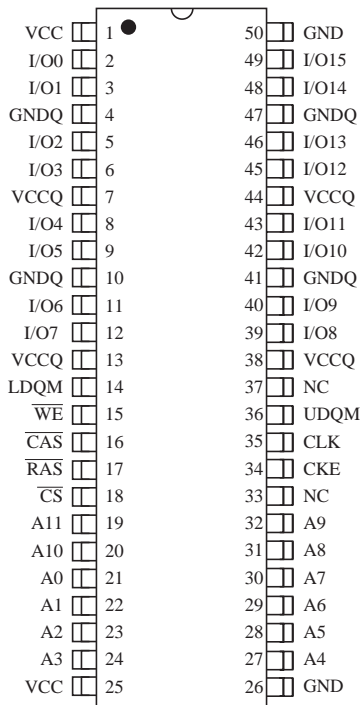 VCC 1 50 GND
I/O0 2 49 I/O15
I/O1 3 48 I/O14
GNDQ 4 47 GNDQ
I/O2 5 46 I/O13
I/O3 6 45 I/O12
VCCQ 7 44 VCCQ
I/O4 8 43 I/O11
I/O5 9 42 I/O10
GNDQ 10 41 GNDQ
I/O6 11 40 I/O9
I/O7 12 39 I/O8
VCCQ 13 38 VCCQ
LDQM 14 37 NC
W̅E̅ 15 36 UDQM
C̅A̅S̅ 16 35 CLK
R̅A̅S̅ 17 34 CKE
C̅S̅ 18 33 NC
A11 19 32 A9
A10 20 31 A8
A0 21 30 A7
A1 22 29 A6
A2 23 28 A5
A3 24 27 A4
VCC 25 26 GND